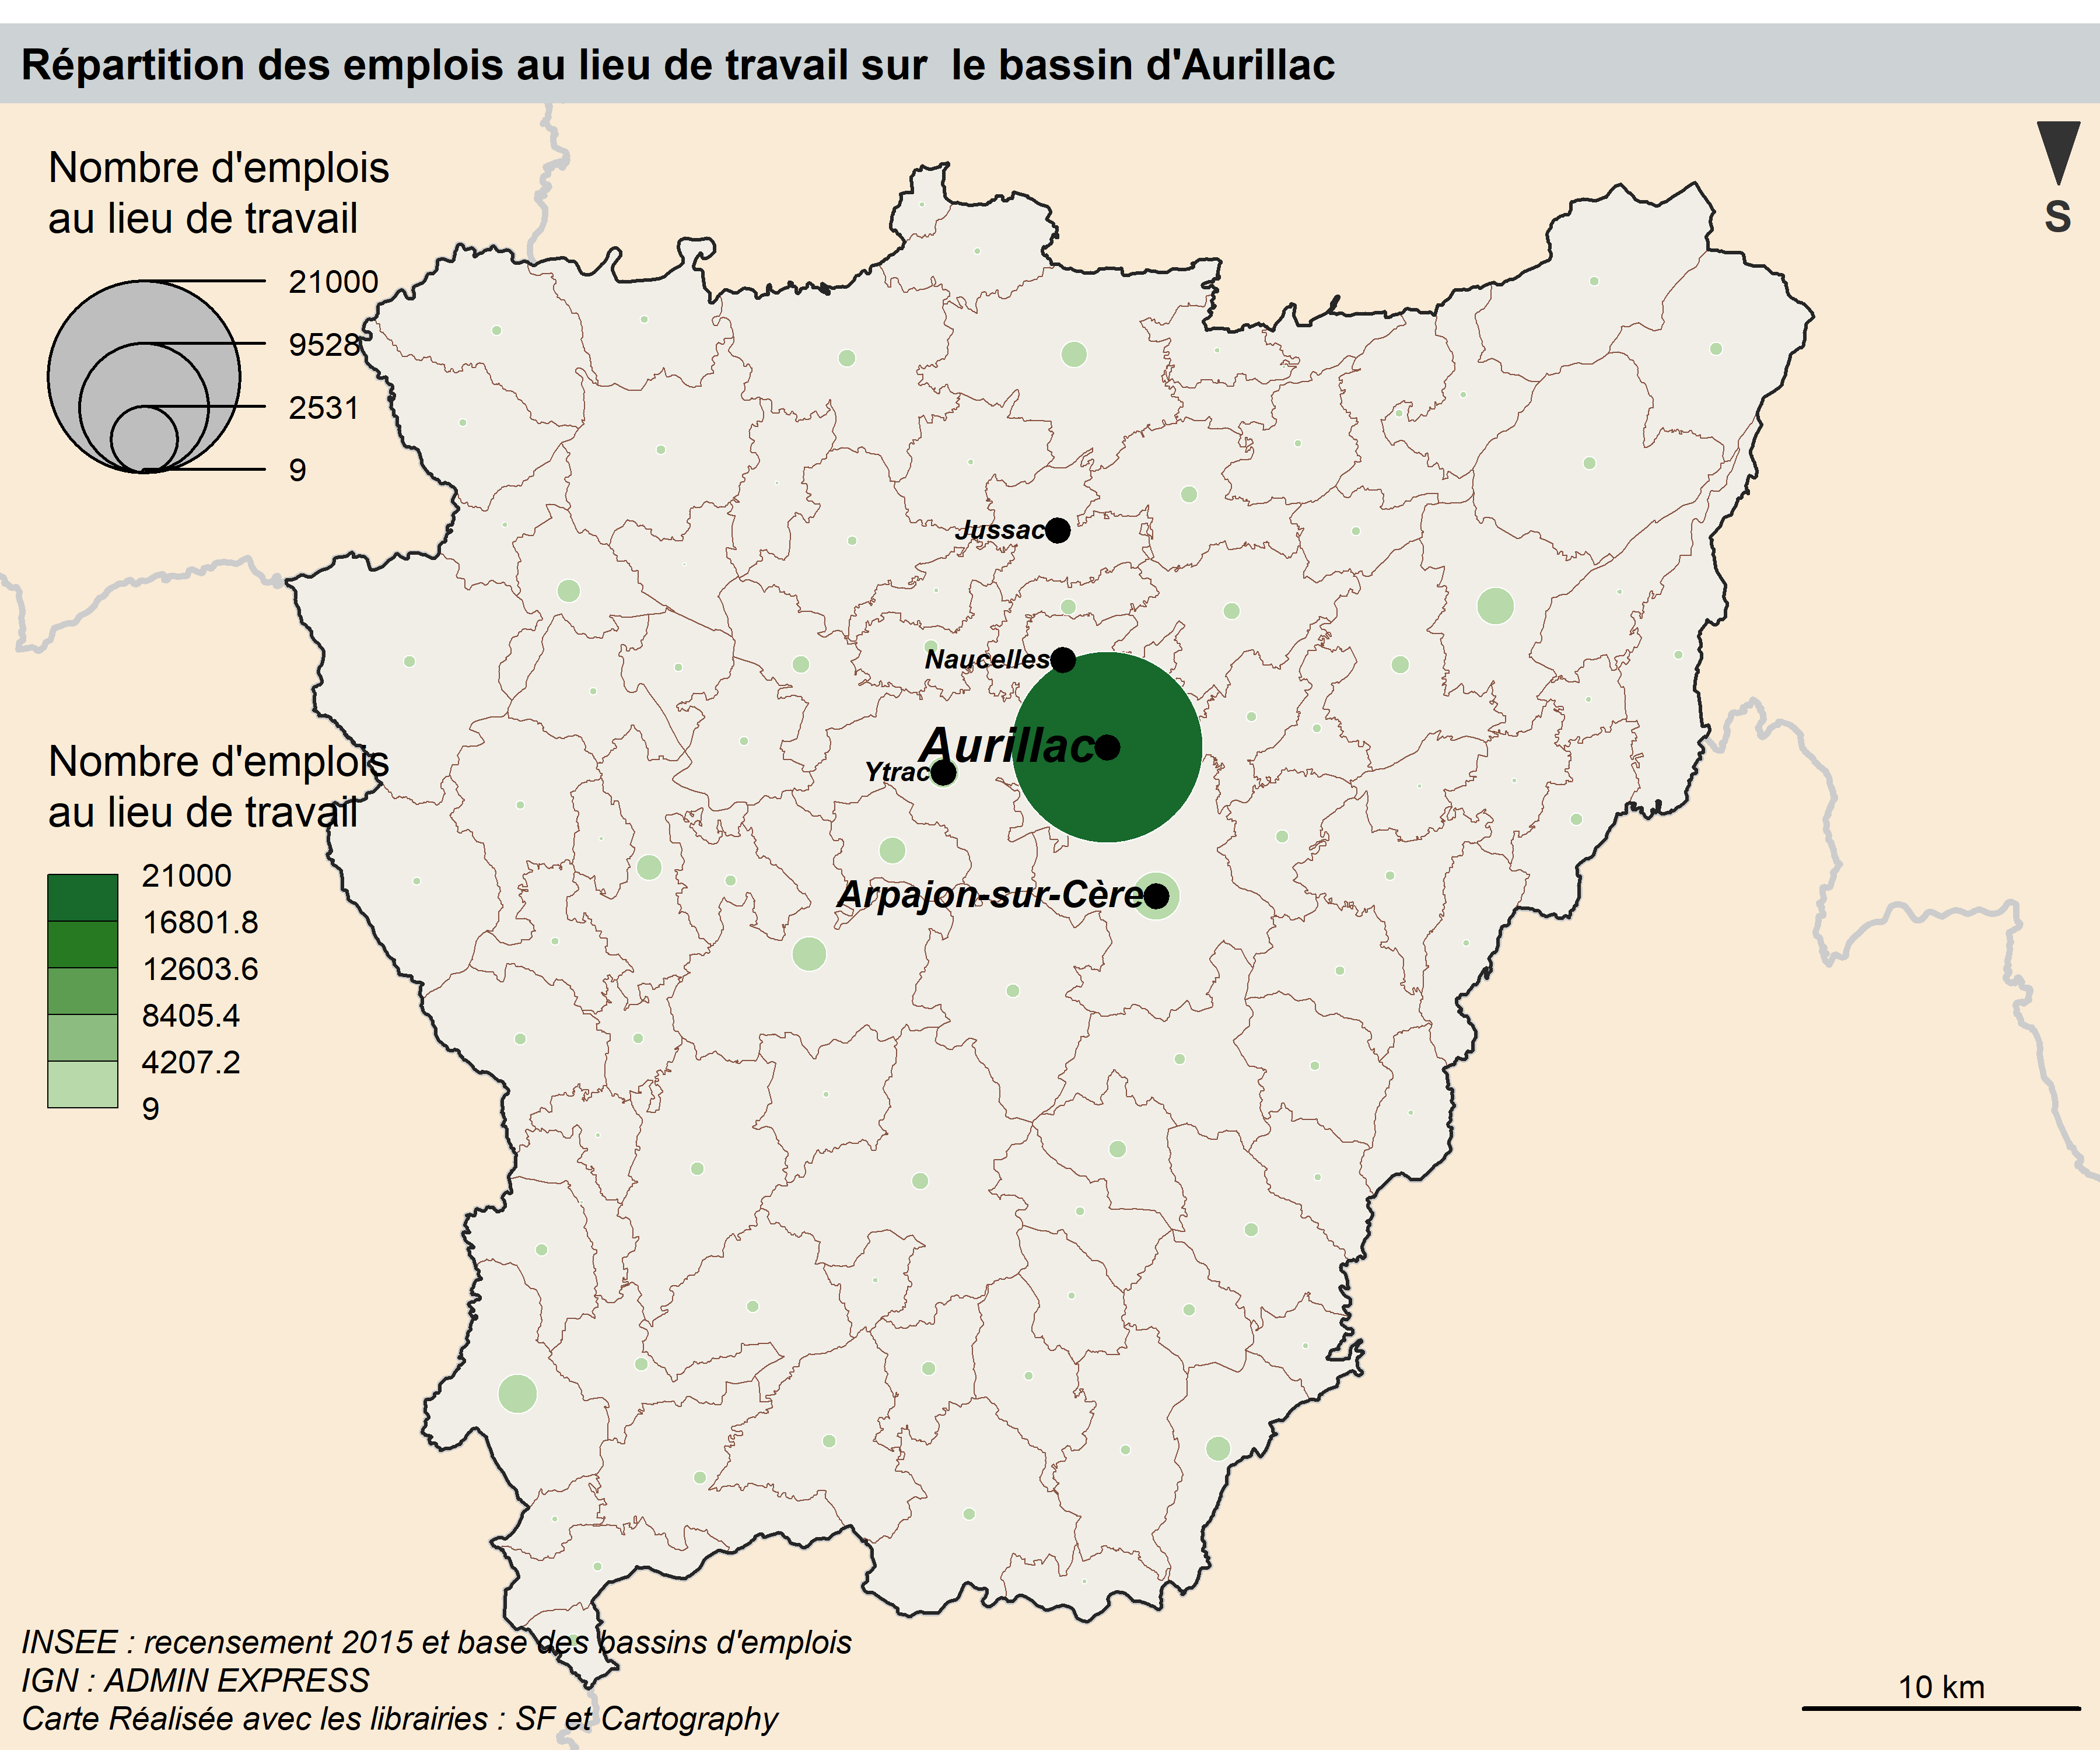 Répartition des emplois au lieu de travail sur  le bassin d'Aurillac
Nombre d'emplois
au lieu de travail
21000
9528
2531
9
S
Jussac
Naucelles
Aurillac
Ytrac
Arpajon-sur-Cère
Nombre d'emplois
au lieu de travail
21000
16801.8
12603.6
8405.4
4207.2
9
INSEE : recensement 2015 et base des bassins d'emplois
IGN : ADMIN EXPRESS
Carte Réalisée avec les librairies : SF et Cartography
10 km